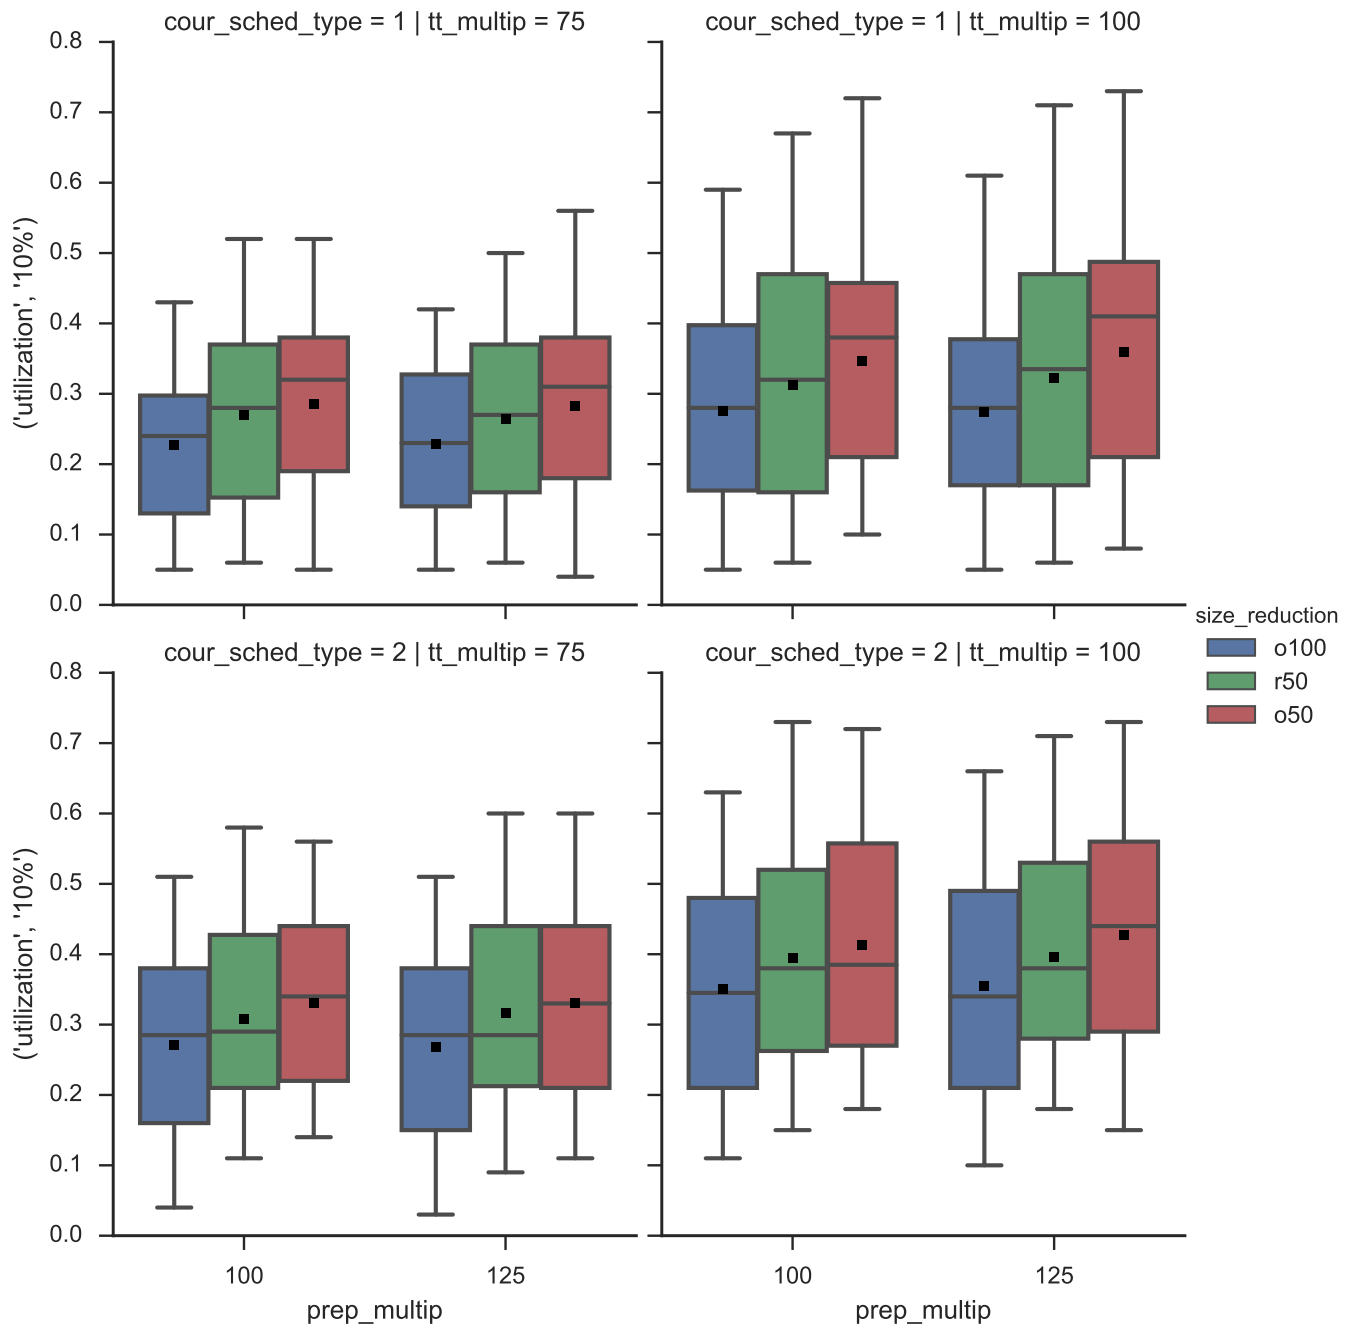 cour_sched_type = 1 | tt_multip = 75
cour_sched_type = 1 | tt_multip = 100
0.8
0.7
0.6
0.5
0.4
0.3
0.2
0.1
0.0
('utilization', '10%')
size_reduction
o100
r50
o50
cour_sched_type = 2 | tt_multip = 75
cour_sched_type = 2 | tt_multip = 100
0.8
0.7
0.6
0.5
0.4
0.3
0.2
0.1
0.0
('utilization', '10%')
100
125
100
125
prep_multip
prep_multip